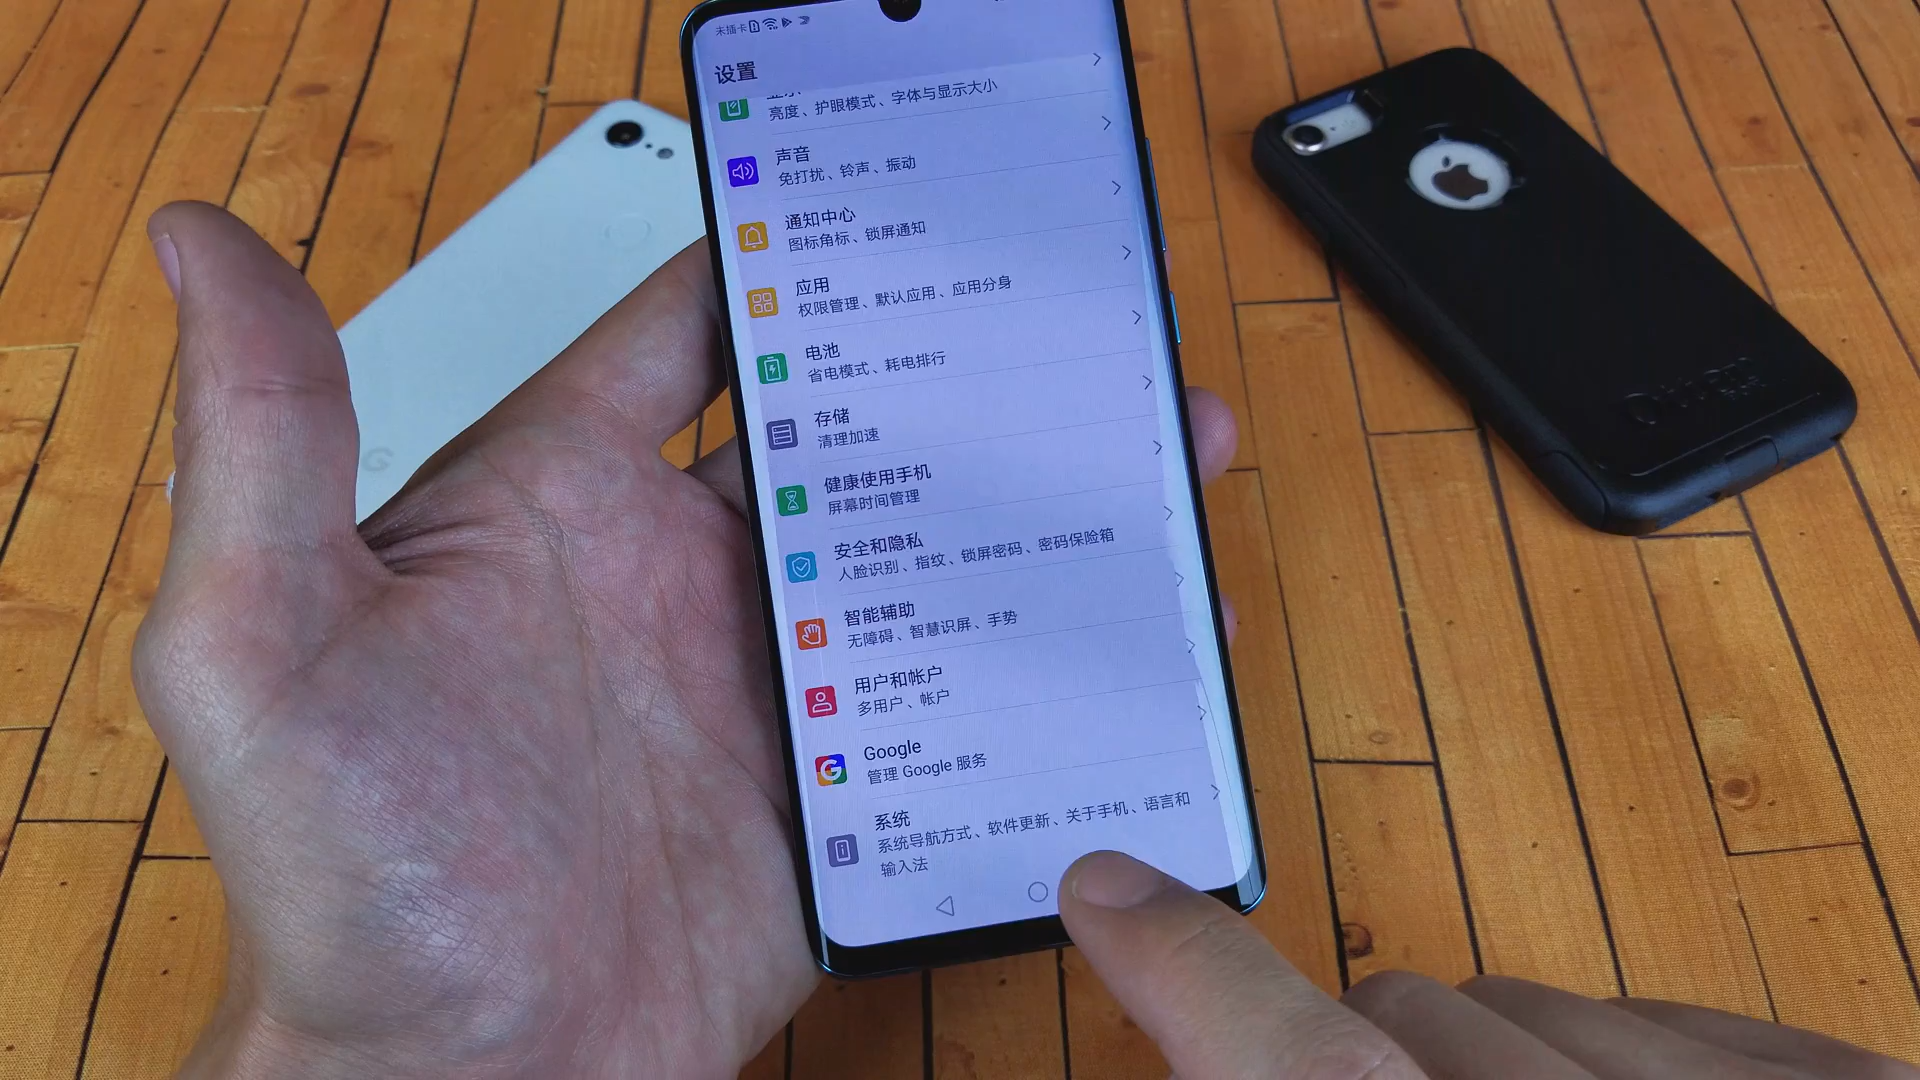 未插卡
设置
亮度、护眼模式、字体与显示大小
声音
免打扰、铃声、振动
通知中心
图标角标、锁屏通知
应用
权限管理、默认应用、应用分身
电池
省电模式、耗电排行
存储
清理加速
健康使用手机
屏幕时间管理
安全和隐私
人脸识别、指纹、锁屏密码、密码保险箱
智能辅助
无障碍、智慧识屏、手势
用户和帐户
多用户、帐户
Google
管理 Google 服务
系统
系统导航方式、软件更新、关于手机、语言和
输入法
G